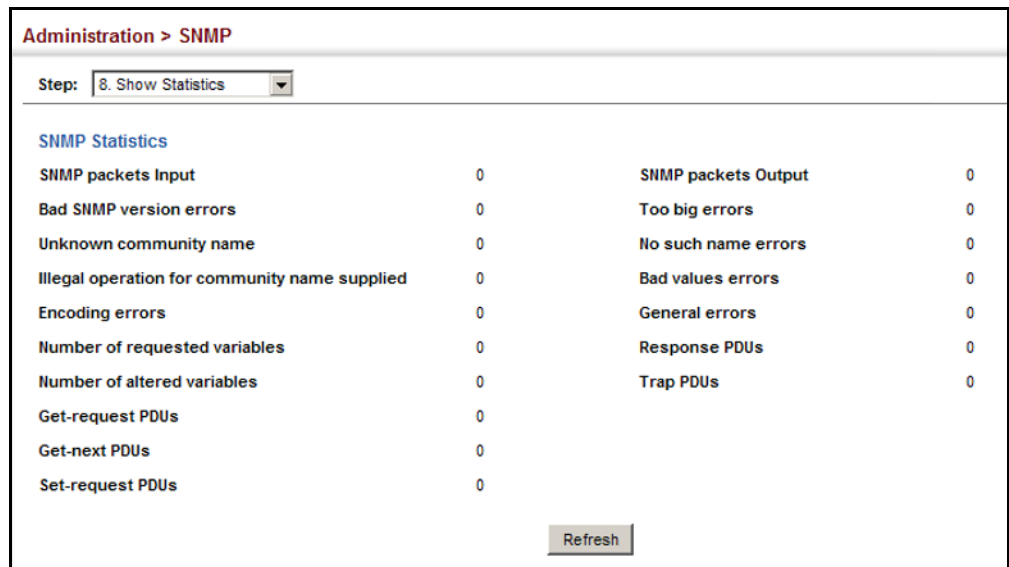 Administration > SNMP
Step: 8. Show Statistics
SNMP Statistics
SNMP packets Input 0 SNMP packets Output 0
Bad SNMP version errors 0 Too big errors 0
Unknown community name 0 No such name errors 0
Illegal operation for community name supplied 0 Bad values errors 0
Encoding errors 0 General errors 0
Number of requested variables 0 Response PDUs 0
Number of altered variables 0 Trap PDUs 0
Get-request PDUs 0
Get-next PDUs 0
Set-request PDUs 0
Refresh